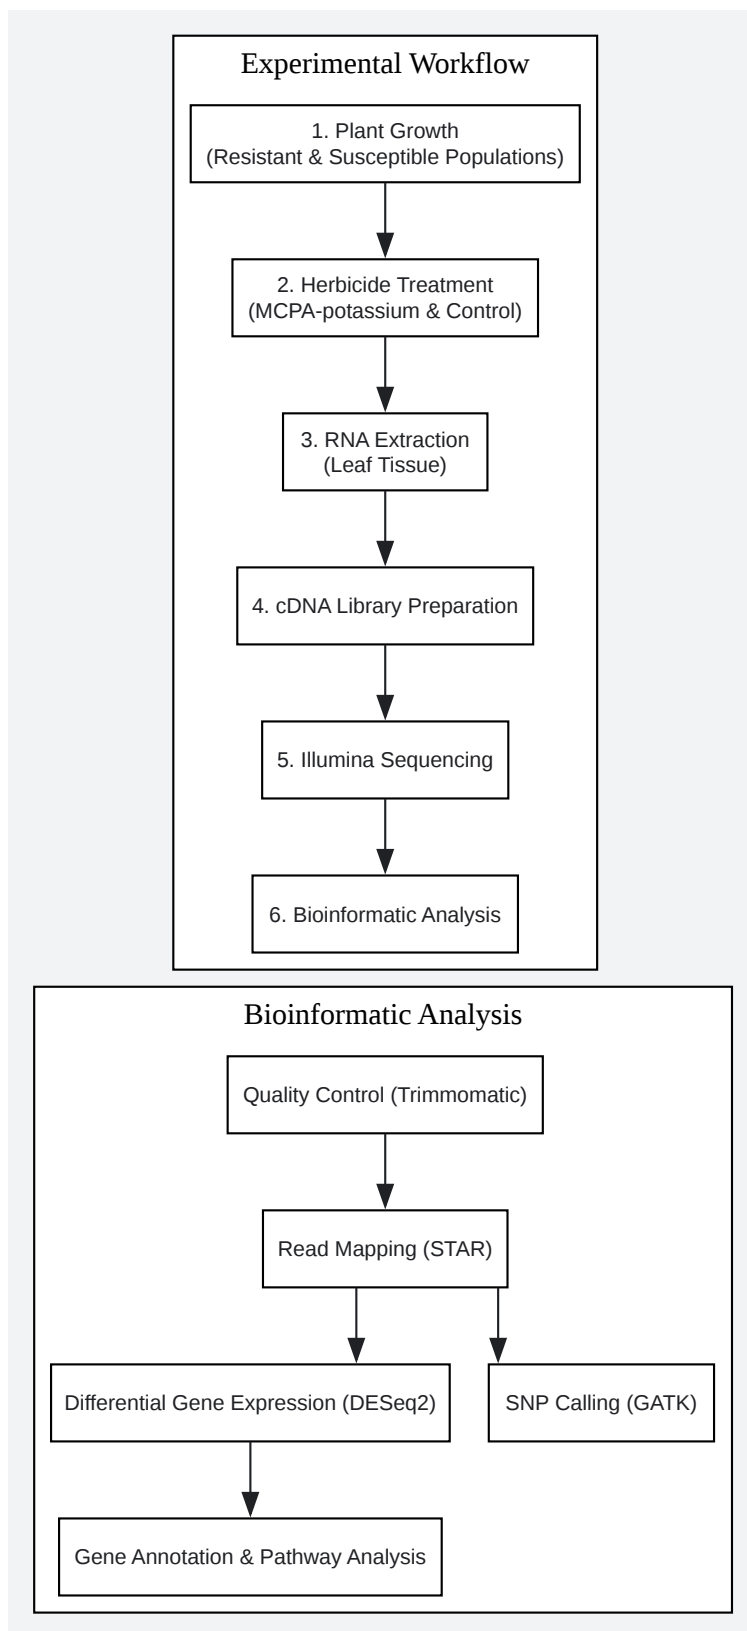 Experimental Workflow
1. Plant Growth
(Resistant & Susceptible Populations)
2. Herbicide Treatment
(MCPA-potassium & Control)
3. RNA Extraction
(Leaf Tissue)
4. cDNA Library Preparation
5. Illumina Sequencing
6. Bioinformatic Analysis
Bioinformatic Analysis
Quality Control (Trimmomatic)
Read Mapping (STAR)
Differential Gene Expression (DESeq2)
SNP Calling (GATK)
Gene Annotation & Pathway Analysis